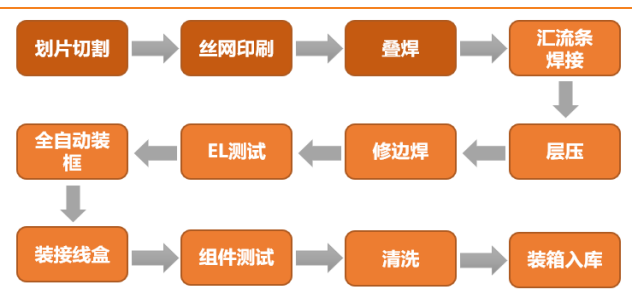 划片切割
丝网印刷
叠焊
汇流条
焊接
层压
修边焊
EL测试
全自动装
框
装接线盒
组件测试
清洗
装箱入库